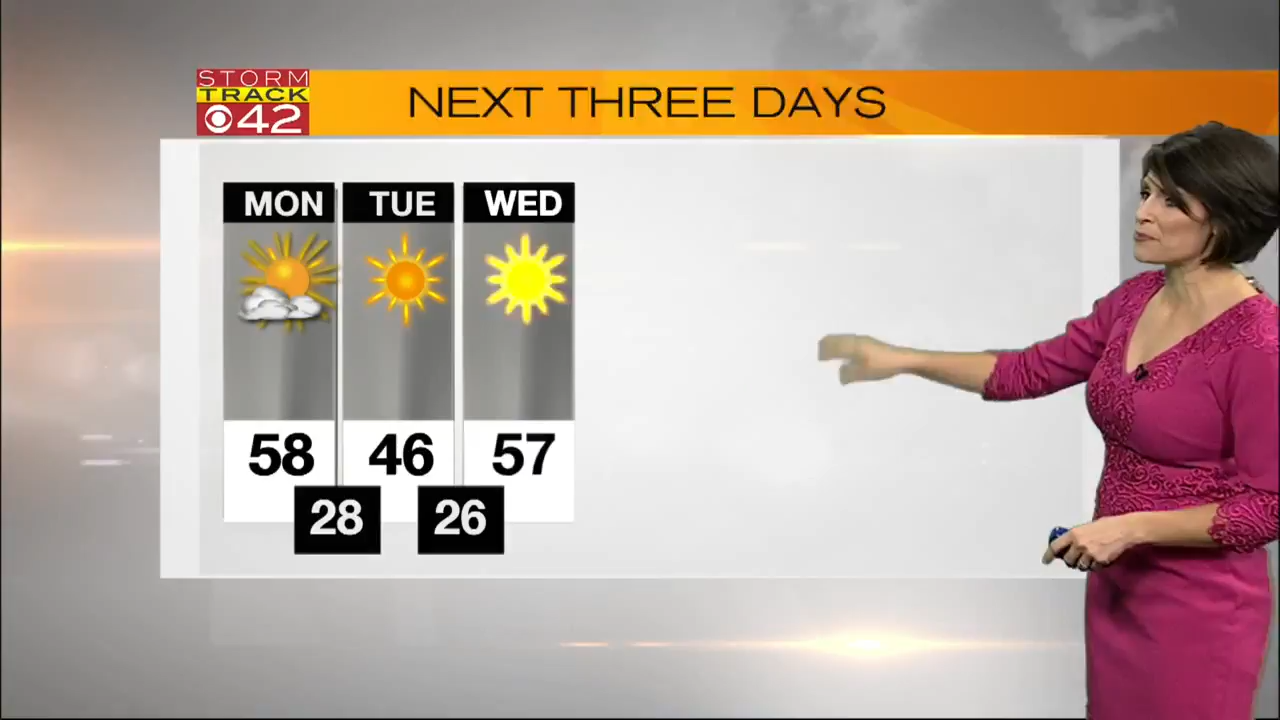 STORM
TRACK
42
NEXT THREE DAYS
MON TUE WED
58 46 57
28 26